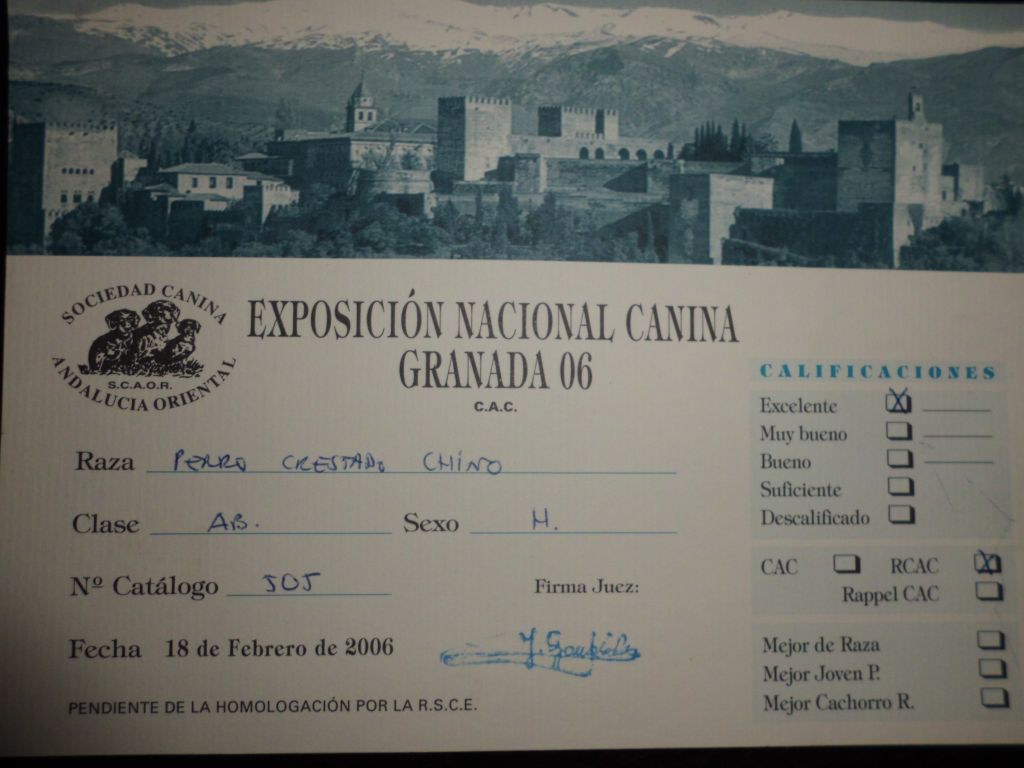 SOCIEDAD CANINA
S.C.A.O.R.
ANDALUCIA ORIENTAL
EXPOSICIÓN NACIONAL CANINA
GRANADA 06
C.A.C.
Raza PERRO CRESTADO CHINO
Clase AB. Sexo H.
Nº Catálogo 505
Firma Juez:
Fecha 18 de Febrero de 2006
PENDIENTE DE LA HOMOLOGACIÓN POR LA R.S.C.E.
CALIFICACIONES
Excelente X
Muy bueno
Bueno
Suficiente
Descalificado
CAC RCAC X
Rappel CAC
Mejor de Raza
Mejor Joven P.
Mejor Cachorro R.